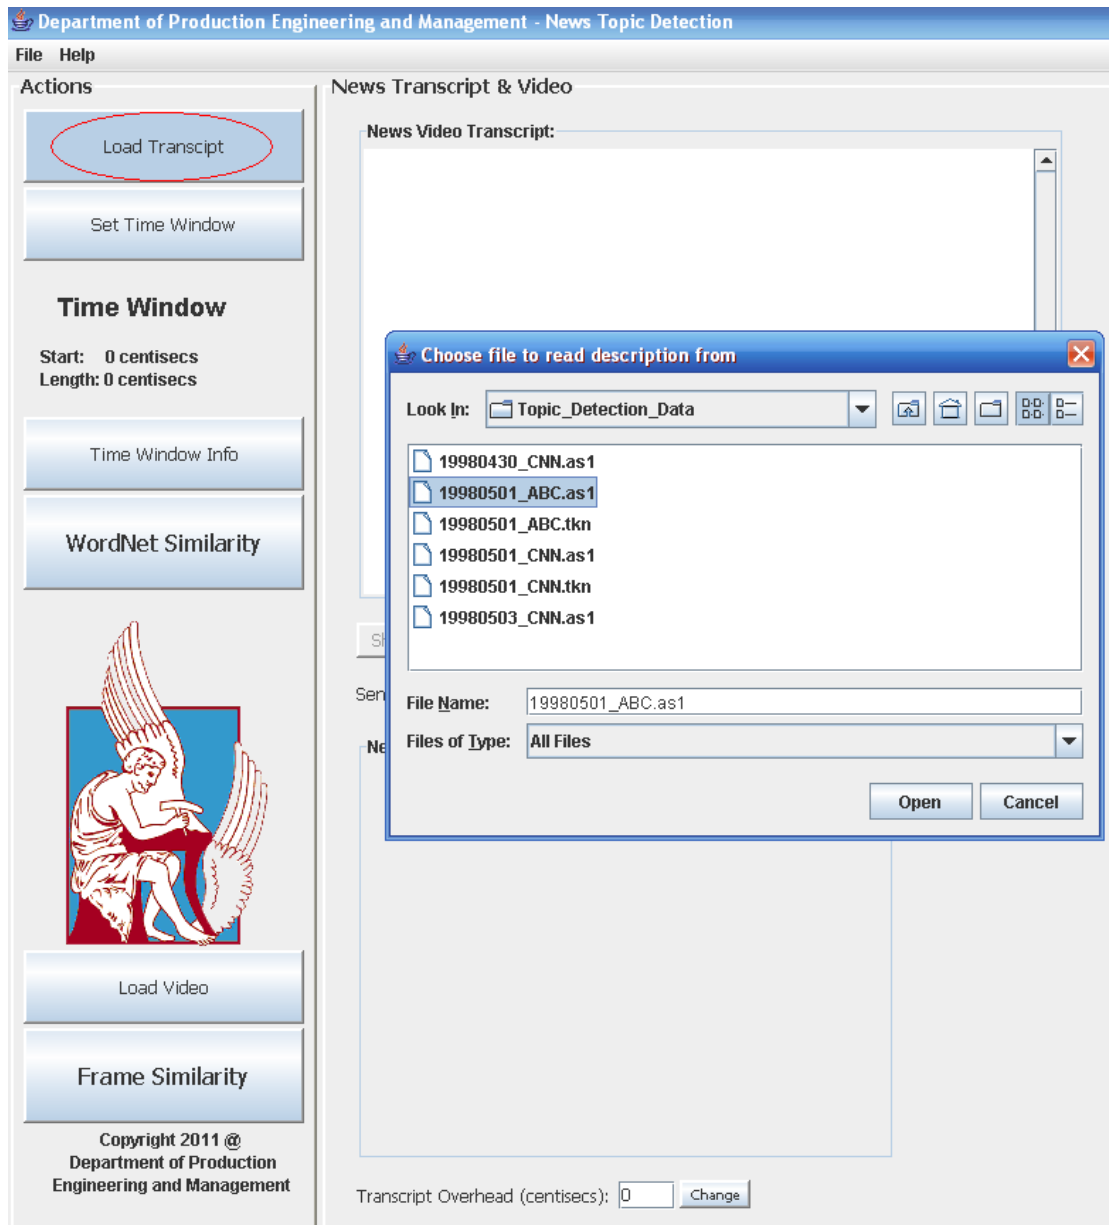 Department of Production Engineering and Management - News Topic Detection
File Help
Actions
Load Transcipt
Set Time Window
Time Window
Start: 0 centisecs
Length: 0 centisecs
Time Window Info
WordNet Similarity
Load Video
Frame Similarity
Copyright 2011 @
Department of Production
Engineering and Management
News Transcript & Video
News Video Transcript:
Choose file to read description from
Look In: Topic_Detection_Data
19980430_CNN.as1
19980501_ABC.as1
19980501_ABC.tkn
19980501_CNN.as1
19980501_CNN.tkn
19980503_CNN.as1
File Name: 19980501_ABC.as1
Files of Type: All Files
Open Cancel
Transcript Overhead (centisecs): 0 Change